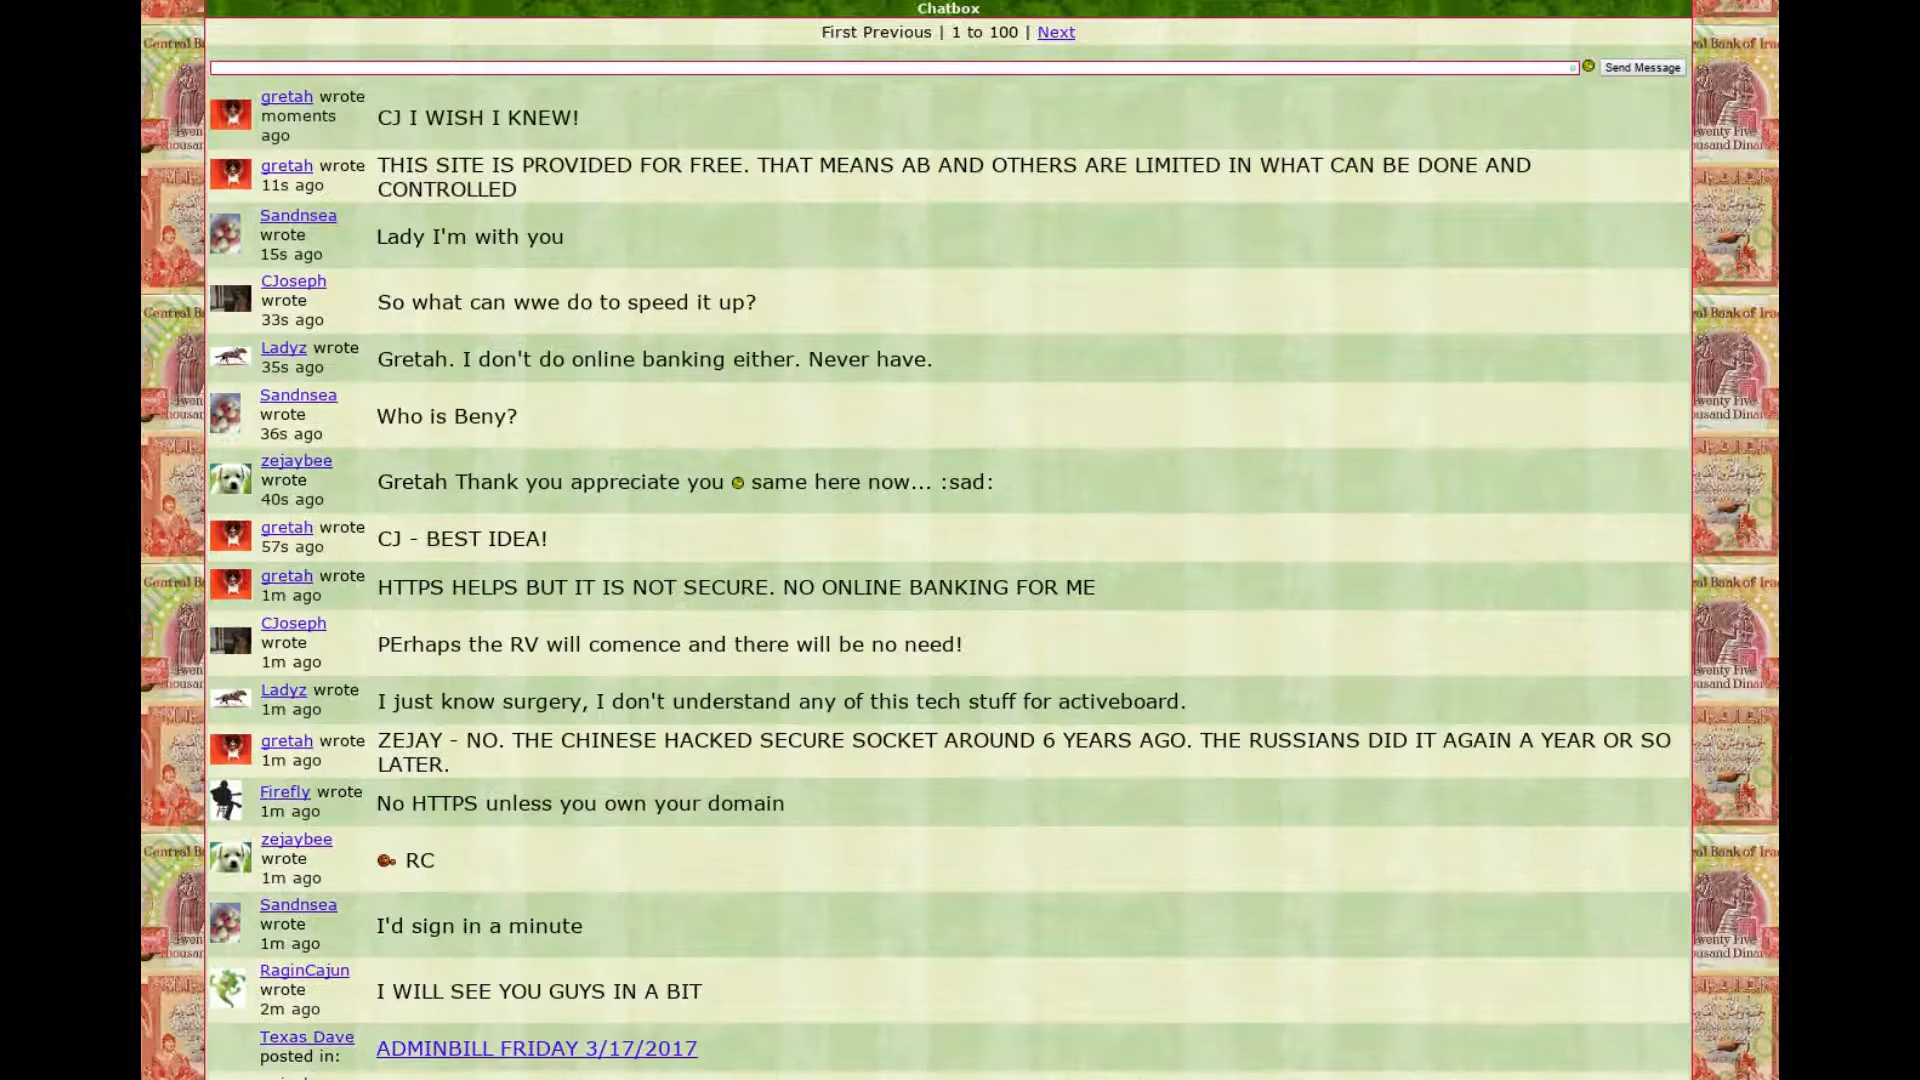 Chatbox
First Previous | 1 to 100 | Next
Send Message
gretah wrote
moments
ago
CJ I WISH I KNEW!
gretah wrote
11s ago
THIS SITE IS PROVIDED FOR FREE. THAT MEANS AB AND OTHERS ARE LIMITED IN WHAT CAN BE DONE AND
CONTROLLED
Sandnsea
wrote
15s ago
Lady I'm with you
CJoseph
wrote
33s ago
So what can wwe do to speed it up?
Ladyz wrote
35s ago
Gretah. I don't do online banking either. Never have.
Sandnsea
wrote
36s ago
Who is Beny?
zejaybee
wrote
40s ago
Gretah Thank you appreciate you same here now... :sad:
gretah wrote
57s ago
CJ - BEST IDEA!
gretah wrote
1m ago
HTTPS HELPS BUT IT IS NOT SECURE. NO ONLINE BANKING FOR ME
CJoseph
wrote
1m ago
PErhaps the RV will comence and there will be no need!
Ladyz wrote
1m ago
I just know surgery, I don't understand any of this tech stuff for activeboard.
gretah wrote
1m ago
ZEJAY - NO. THE CHINESE HACKED SECURE SOCKET AROUND 6 YEARS AGO. THE RUSSIANS DID IT AGAIN A YEAR OR SO
LATER.
Firefly wrote
1m ago
No HTTPS unless you own your domain
zejaybee
wrote
1m ago
RC
Sandnsea
wrote
1m ago
I'd sign in a minute
RaginCajun
wrote
2m ago
I WILL SEE YOU GUYS IN A BIT
Texas Dave
posted in:
ADMINBILL FRIDAY 3/17/2017